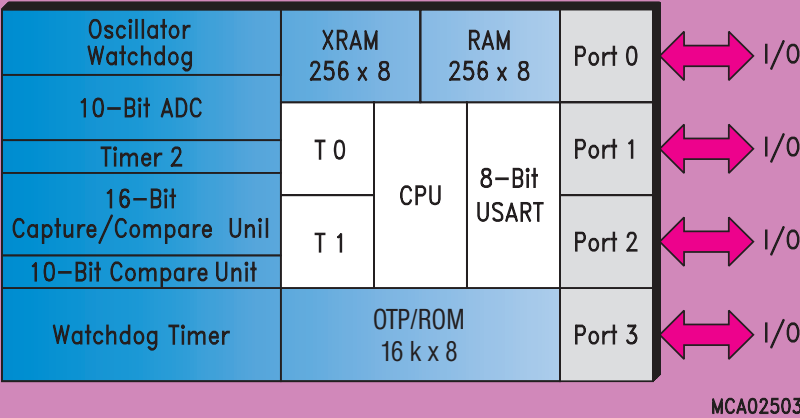 Oscillator
Watchdog
10-Bit ADC
Timer 2
16-Bit
Capture/Compare Unil
10-Bit Compare Unit
Watchdog Timer
XRAM
256 x 8
RAM
256 x 8
T 0
T 1
CPU
8-Bit
USART
OTP/ROM
16 k x 8
Port 0
I/O
Port 1
I/O
Port 2
I/O
Port 3
I/O
MCA02503